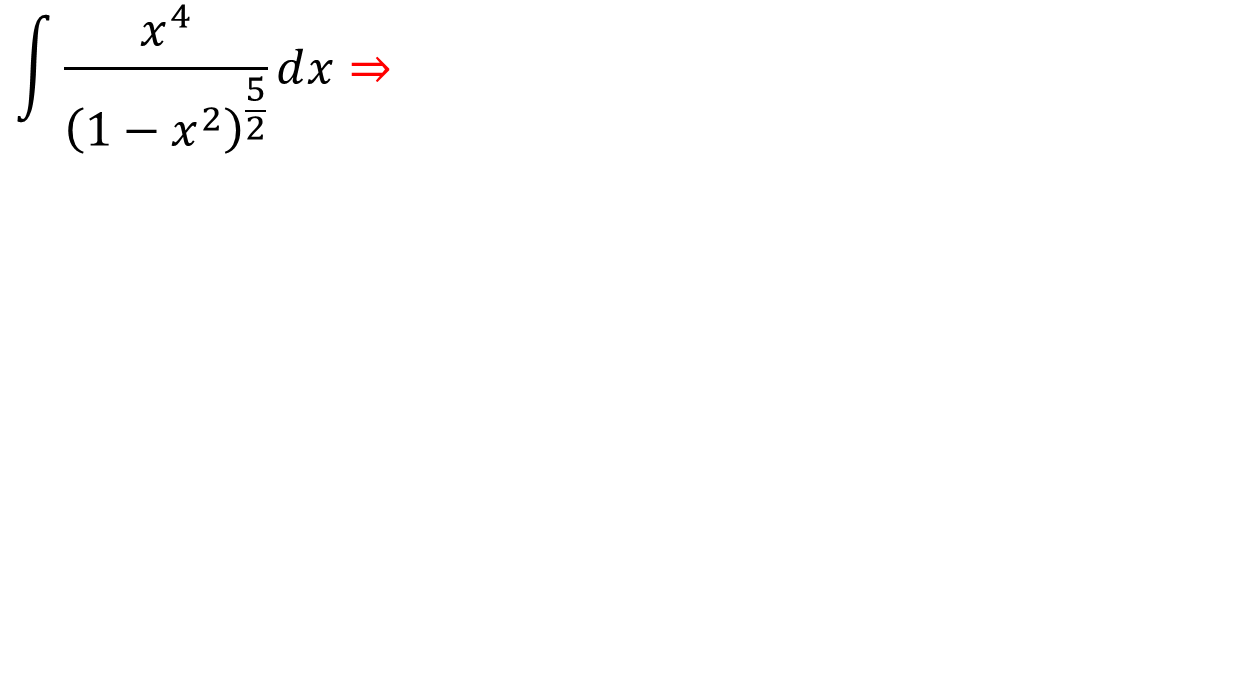 ∫ x⁴ / (1 − x²)^(5/2) dx ⇒